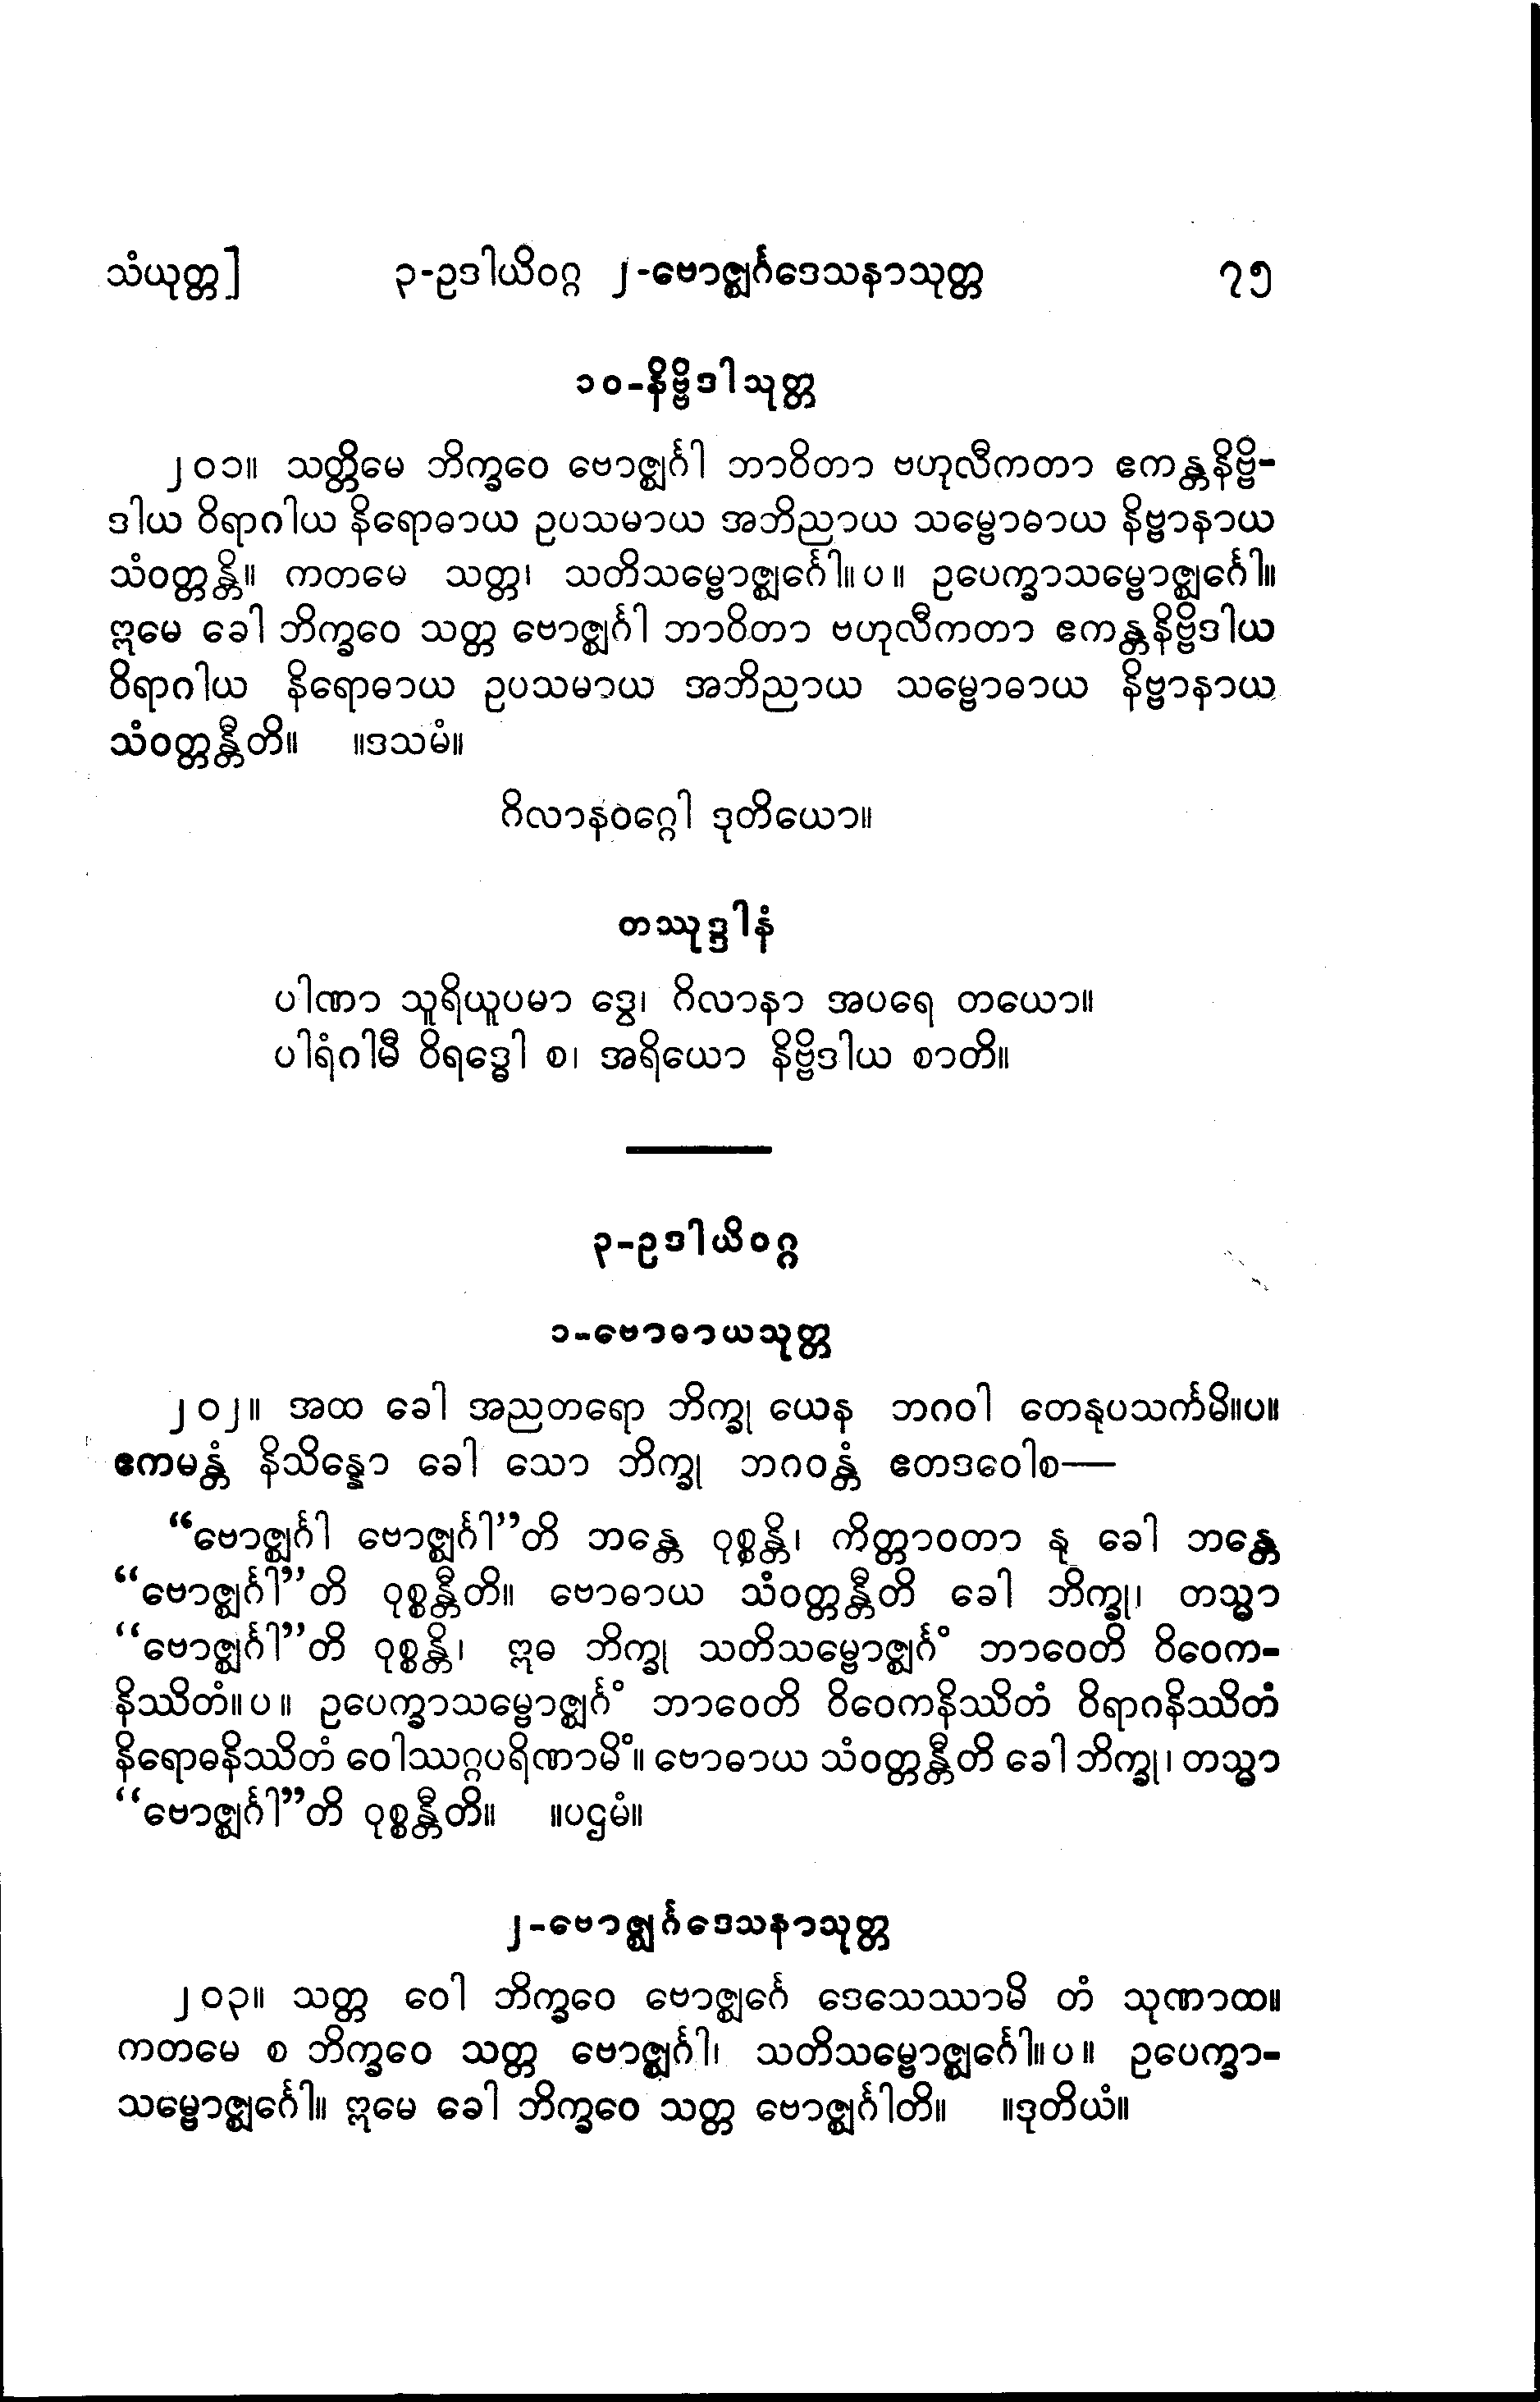 သံယုတ္တ]	၃-ဥဒါယိဝဂ္ဂ ၂-ဗောဇ္ဈင်္ဂဒေသနာသုတ္တ	၇၅
၁၀-နိဗ္ဗိဒါသုတ္တ
၂၀၁။ သတ္တိမေ ဘိက္ခဝေ ဗောဇ္ဈင်္ဂါ ဘာဝိတာ ဗဟုလီကတာ ဧကန္တနိဗ္ဗိ-
ဒါယ ဝိရာဂါယ နိရောဓာယ ဥပသမာယ အဘိညာယ သမ္ဗောဓာယ နိဗ္ဗာနာယ
သံဝတ္တန္တိ။ ကတမေ သတ္တ၊ သတိသမ္ဗောဇ္ဈင်္ဂေါ။ ပ။ ဥပေက္ခာသမ္ဗောဇ္ဈင်္ဂေါ။
ဣမေ ခေါ ဘိက္ခဝေ သတ္တ ဗောဇ္ဈင်္ဂါ ဘာဝိတာ ဗဟုလီကတာ ဧကန္တနိဗ္ဗိဒါယ
ဝိရာဂါယ နိရောဓာယ ဥပသမာယ အဘိညာယ သမ္ဗောဓာယ နိဗ္ဗာနာယ
သံဝတ္တန္တီတိ။ ။ဒသမံ။
ဂိလာနဝဂ္ဂေါ ဒုတိယော။
တဿုဒ္ဒါနံ
ပါဏာ သူရိယူပမာ ဒွေ၊ ဂိလာနာ အပရေ တယော။
ပါရံဂါမီ ဝိရဒ္ဓေါ စ၊ အရိယော နိဗ္ဗိဒါယ စာတိ။
၃-ဥဒါယိဝဂ္ဂ
၁-ဗောဓာယသုတ္တ
၂၀၂။ အထ ခေါ အညတရော ဘိက္ခု ယေန ဘဂဝါ တေနုပသင်္ကမိ။ပ။
ဧကမန္တံ နိသိန္နော ခေါ သော ဘိက္ခု ဘဂဝန္တံ ဧတဒဝေါစ—
“ဗောဇ္ဈင်္ဂါ ဗောဇ္ဈင်္ဂါ”တိ ဘန္တေ ဝုစ္စန္တိ၊ ကိတ္တာဝတာ နု ခေါ ဘန္တေ
“ဗောဇ္ဈင်္ဂါ”တိ ဝုစ္စန္တီတိ။ ဗောဓာယ သံဝတ္တန္တီတိ ခေါ ဘိက္ခု၊ တသ္မာ
“ဗောဇ္ဈင်္ဂါ”တိ ဝုစ္စန္တိ၊ ဣဓ ဘိက္ခု သတိသမ္ဗောဇ္ဈင်္ဂံ ဘာဝေတိ ဝိဝေက-
နိဿိတံ။ ပ။ ဥပေက္ခာသမ္ဗောဇ္ဈင်္ဂံ ဘာဝေတိ ဝိဝေကနိဿိတံ ဝိရာဂနိဿိတံ
နိရောဓနိဿိတံ ဝေါဿဂ္ဂပရိဏာမိံ။ ဗောဓာယ သံဝတ္တန္တီတိ ခေါ ဘိက္ခု၊ တသ္မာ
“ဗောဇ္ဈင်္ဂါ”တိ ဝုစ္စန္တီတိ။ ။ပဌမံ။
၂-ဗောဇ္ဈင်္ဂဒေသနာသုတ္တ
၂၀၃။ သတ္တ ဝေါ ဘိက္ခဝေ ဗောဇ္ဈင်္ဂေ ဒေသေဿာမိ တံ သုဏာထ။
ကတမေ စ ဘိက္ခဝေ သတ္တ ဗောဇ္ဈင်္ဂါ၊ သတိသမ္ဗောဇ္ဈင်္ဂေါ။ ပ။ ဥပေက္ခာ-
သမ္ဗောဇ္ဈင်္ဂေါ။ ဣမေ ခေါ ဘိက္ခဝေ သတ္တ ဗောဇ္ဈင်္ဂါတိ။ ။ဒုတိယံ။